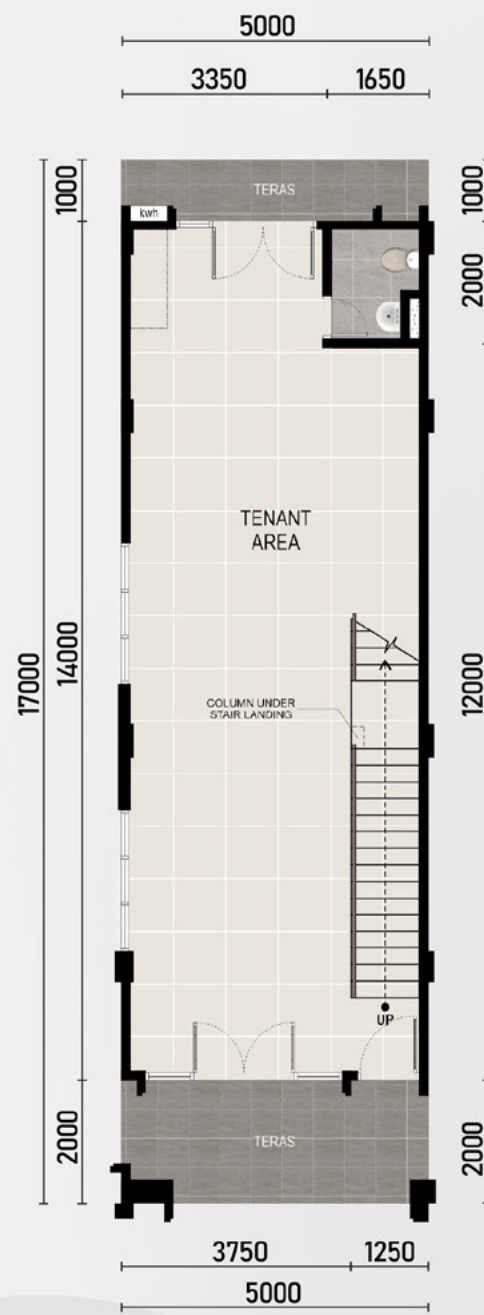 5000
3350
1650
1000
1000
TERAS
kwh
2000
TENANT
AREA
17000
14000
12000
COLUMN UNDER
STAIR LANDING
UP
2000
TERAS
2000
3750
1250
5000